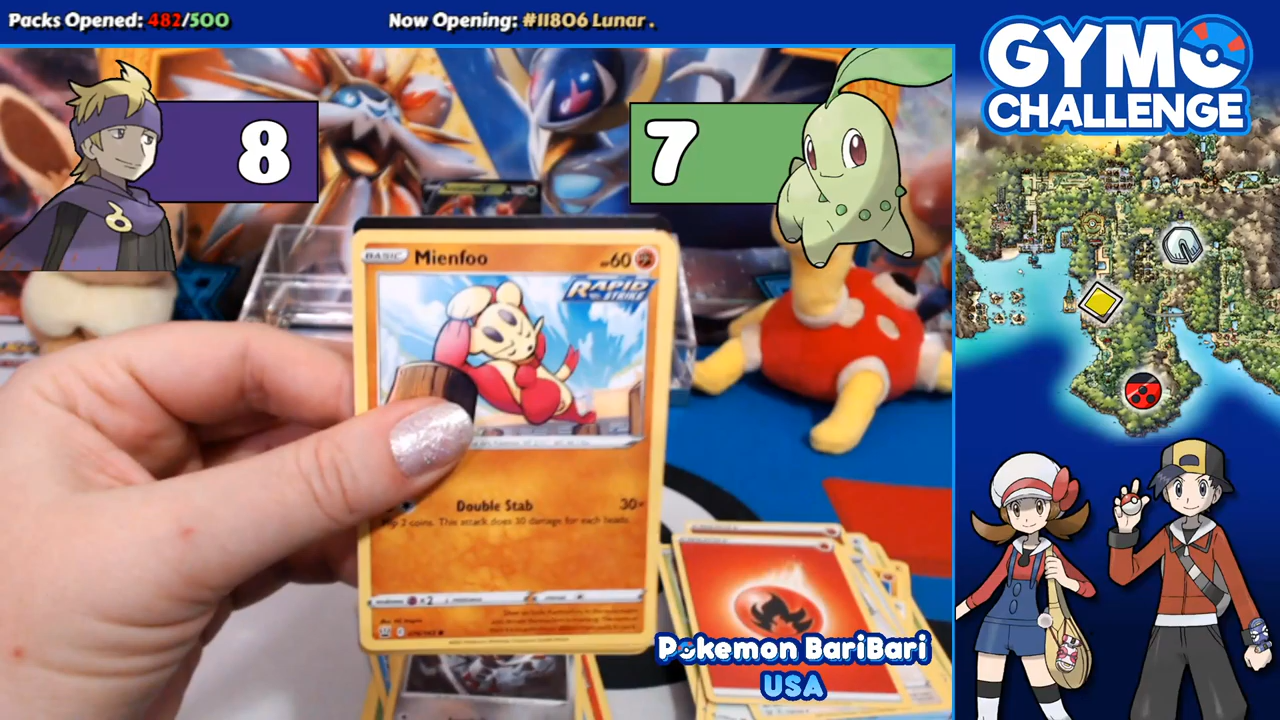 Packs Opened: 482/500
Now Opening: #11806 Lunar .
GYM
CHALLENGE
8
7
BASIC
Mienfoo
HP60
RAPID
STRIKE
Double Stab
30×
Flip 2 coins. This attack does 30 damage for each heads.
×2
Pokemon BariBari
USA